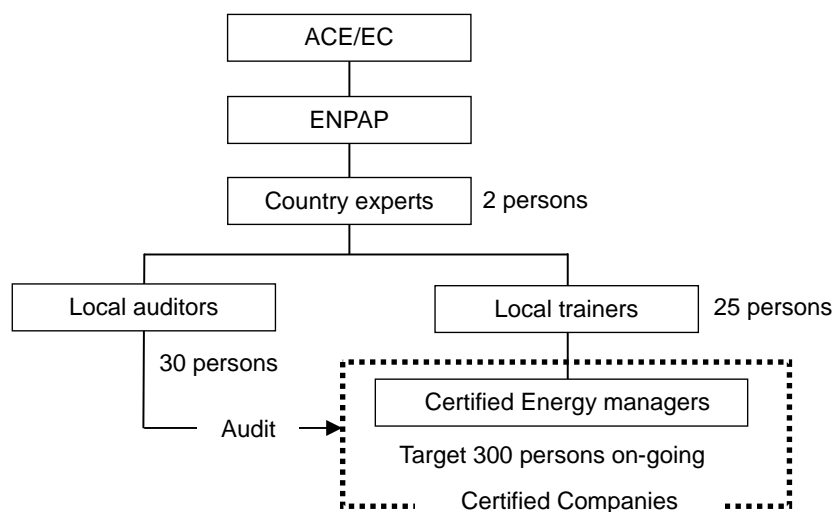 ACE/EC
ENPAP
Country experts
2 persons
Local auditors
Local trainers
25 persons
30 persons
Certified Energy managers
Audit
Target 300 persons on-going
Certified Companies